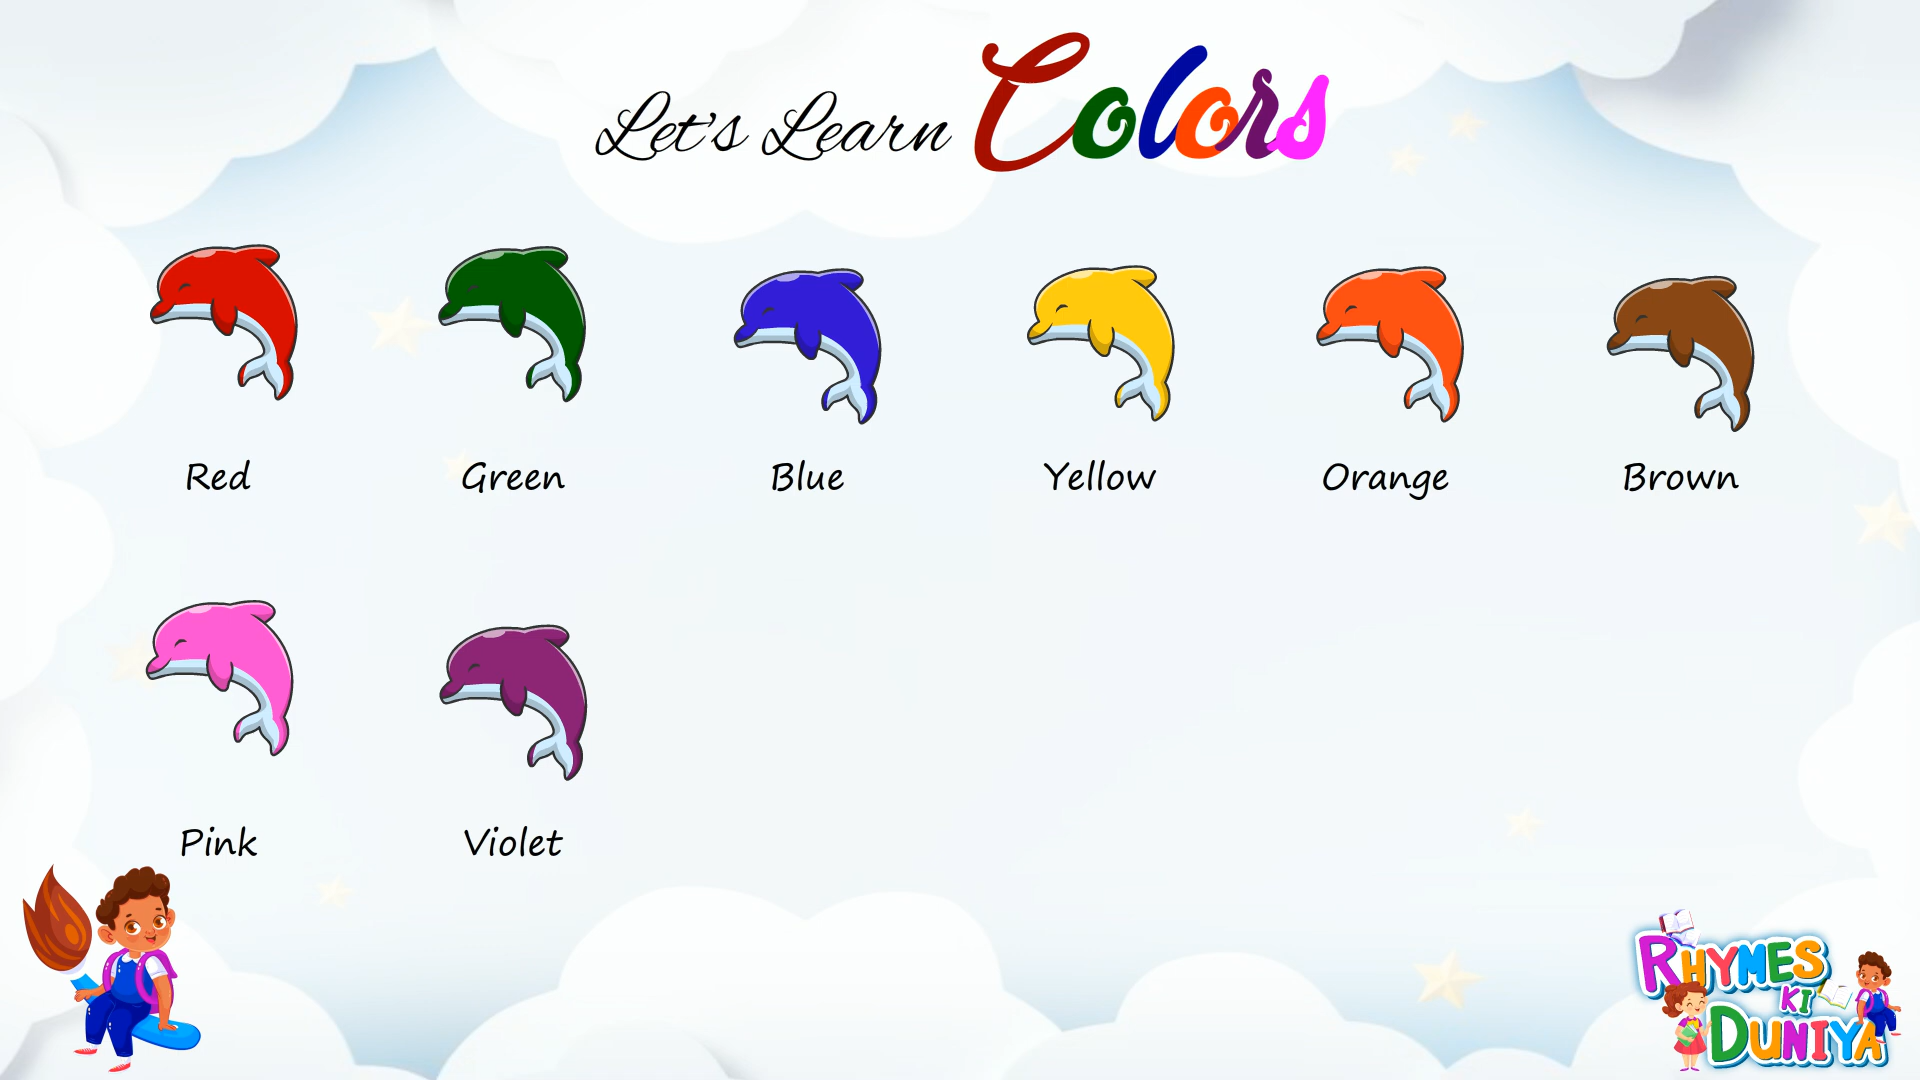 Let's Learn Colors
Red Green Blue Yellow Orange Brown
Pink Violet
RHYMES
KI
DUNIYA